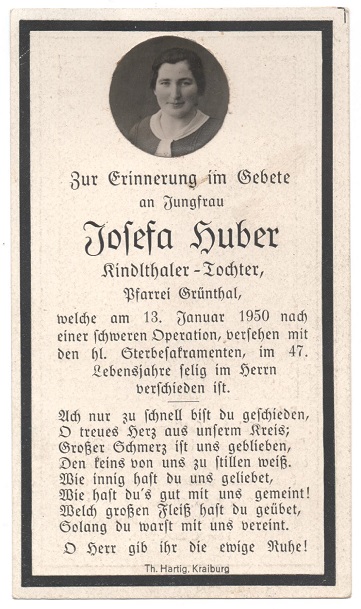 Zur Erinnerung im Gebete
an Jungfrau
Josefa Huber
Kindlthaler-Tochter,
Pfarrei Grünthal,
welche am 13. Januar 1950 nach
einer schweren Operation, versehen mit
den hl. Sterbesakramenten, im 47.
Lebensjahre selig im Herrn
verschieden ist.
Ach nur zu schnell bist du geschieden,
O treues Herz aus unserm Kreis;
Großer Schmerz ist uns geblieben,
Den keins von uns zu stillen weiß.
Wie innig hast du uns geliebet,
Wie hast du's gut mit uns gemeint!
Welch großen Fleiß hast du geübet,
Solang du warst mit uns vereint.
O Herr gib ihr die ewige Ruhe!
Th. Hartig, Kraiburg